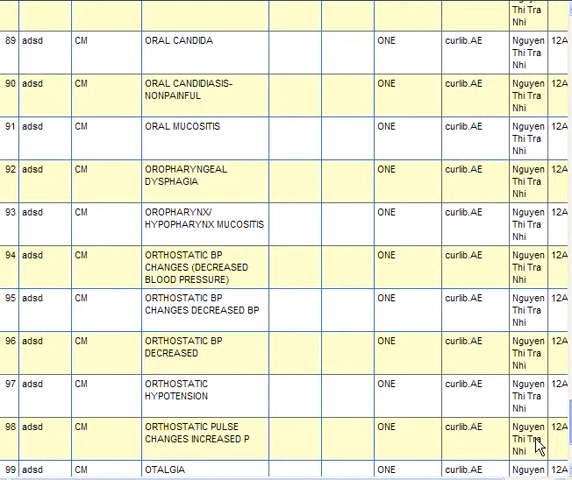 Thi Tra
Nhi
89 adsd CM ORAL CANDIDA ONE curlib.AE Nguyen 12A
Thi Tra
Nhi
90 adsd CM ORAL CANDIDIASIS- ONE curlib.AE Nguyen 12A
NONPAINFUL Thi Tra
Nhi
91 adsd CM ORAL MUCOSITIS ONE curlib.AE Nguyen 12A
Thi Tra
Nhi
92 adsd CM OROPHARYNGEAL ONE curlib.AE Nguyen 12A
DYSPHAGIA Thi Tra
Nhi
93 adsd CM OROPHARYNX/ ONE curlib.AE Nguyen 12A
HYPOPHARYNX MUCOSITIS Thi Tra
Nhi
94 adsd CM ORTHOSTATIC BP ONE curlib.AE Nguyen 12A
CHANGES (DECREASED Thi Tra
BLOOD PRESSURE) Nhi
95 adsd CM ORTHOSTATIC BP ONE curlib.AE Nguyen 12A
CHANGES DECREASED BP Thi Tra
Nhi
96 adsd CM ORTHOSTATIC BP ONE curlib.AE Nguyen 12A
DECREASED Thi Tra
Nhi
97 adsd CM ORTHOSTATIC ONE curlib.AE Nguyen 12A
HYPOTENSION Thi Tra
Nhi
98 adsd CM ORTHOSTATIC PULSE ONE curlib.AE Nguyen 12A
CHANGES INCREASED P Thi Tra
Nhi
99 adsd CM OTALGIA ONE curlib.AE Nguyen 12A